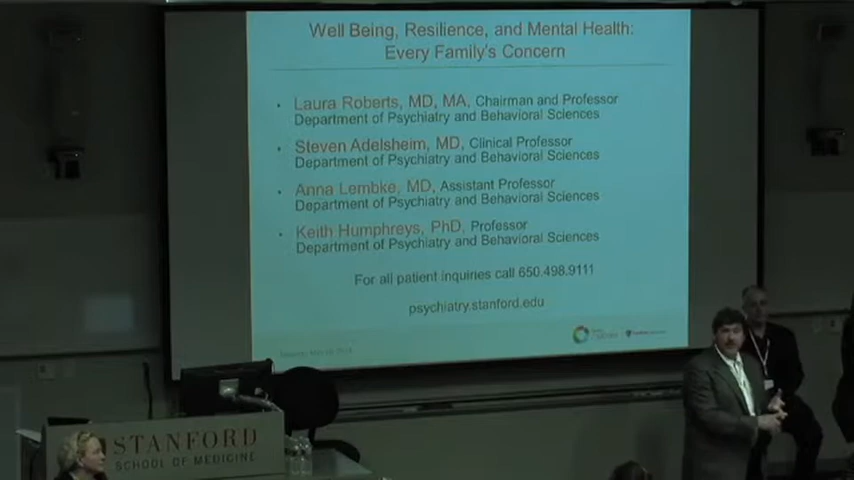 Well Being, Resilience, and Mental Health:
Every Family's Concern
• Laura Roberts, MD, MA, Chairman and Professor
Department of Psychiatry and Behavioral Sciences
• Steven Adelsheim, MD, Clinical Professor
Department of Psychiatry and Behavioral Sciences
• Anna Lembke, MD, Assistant Professor
Department of Psychiatry and Behavioral Sciences
• Keith Humphreys, PhD, Professor
Department of Psychiatry and Behavioral Sciences
For all patient inquiries call 650.498.9111
psychiatry.stanford.edu
STANFORD
SCHOOL OF MEDICINE